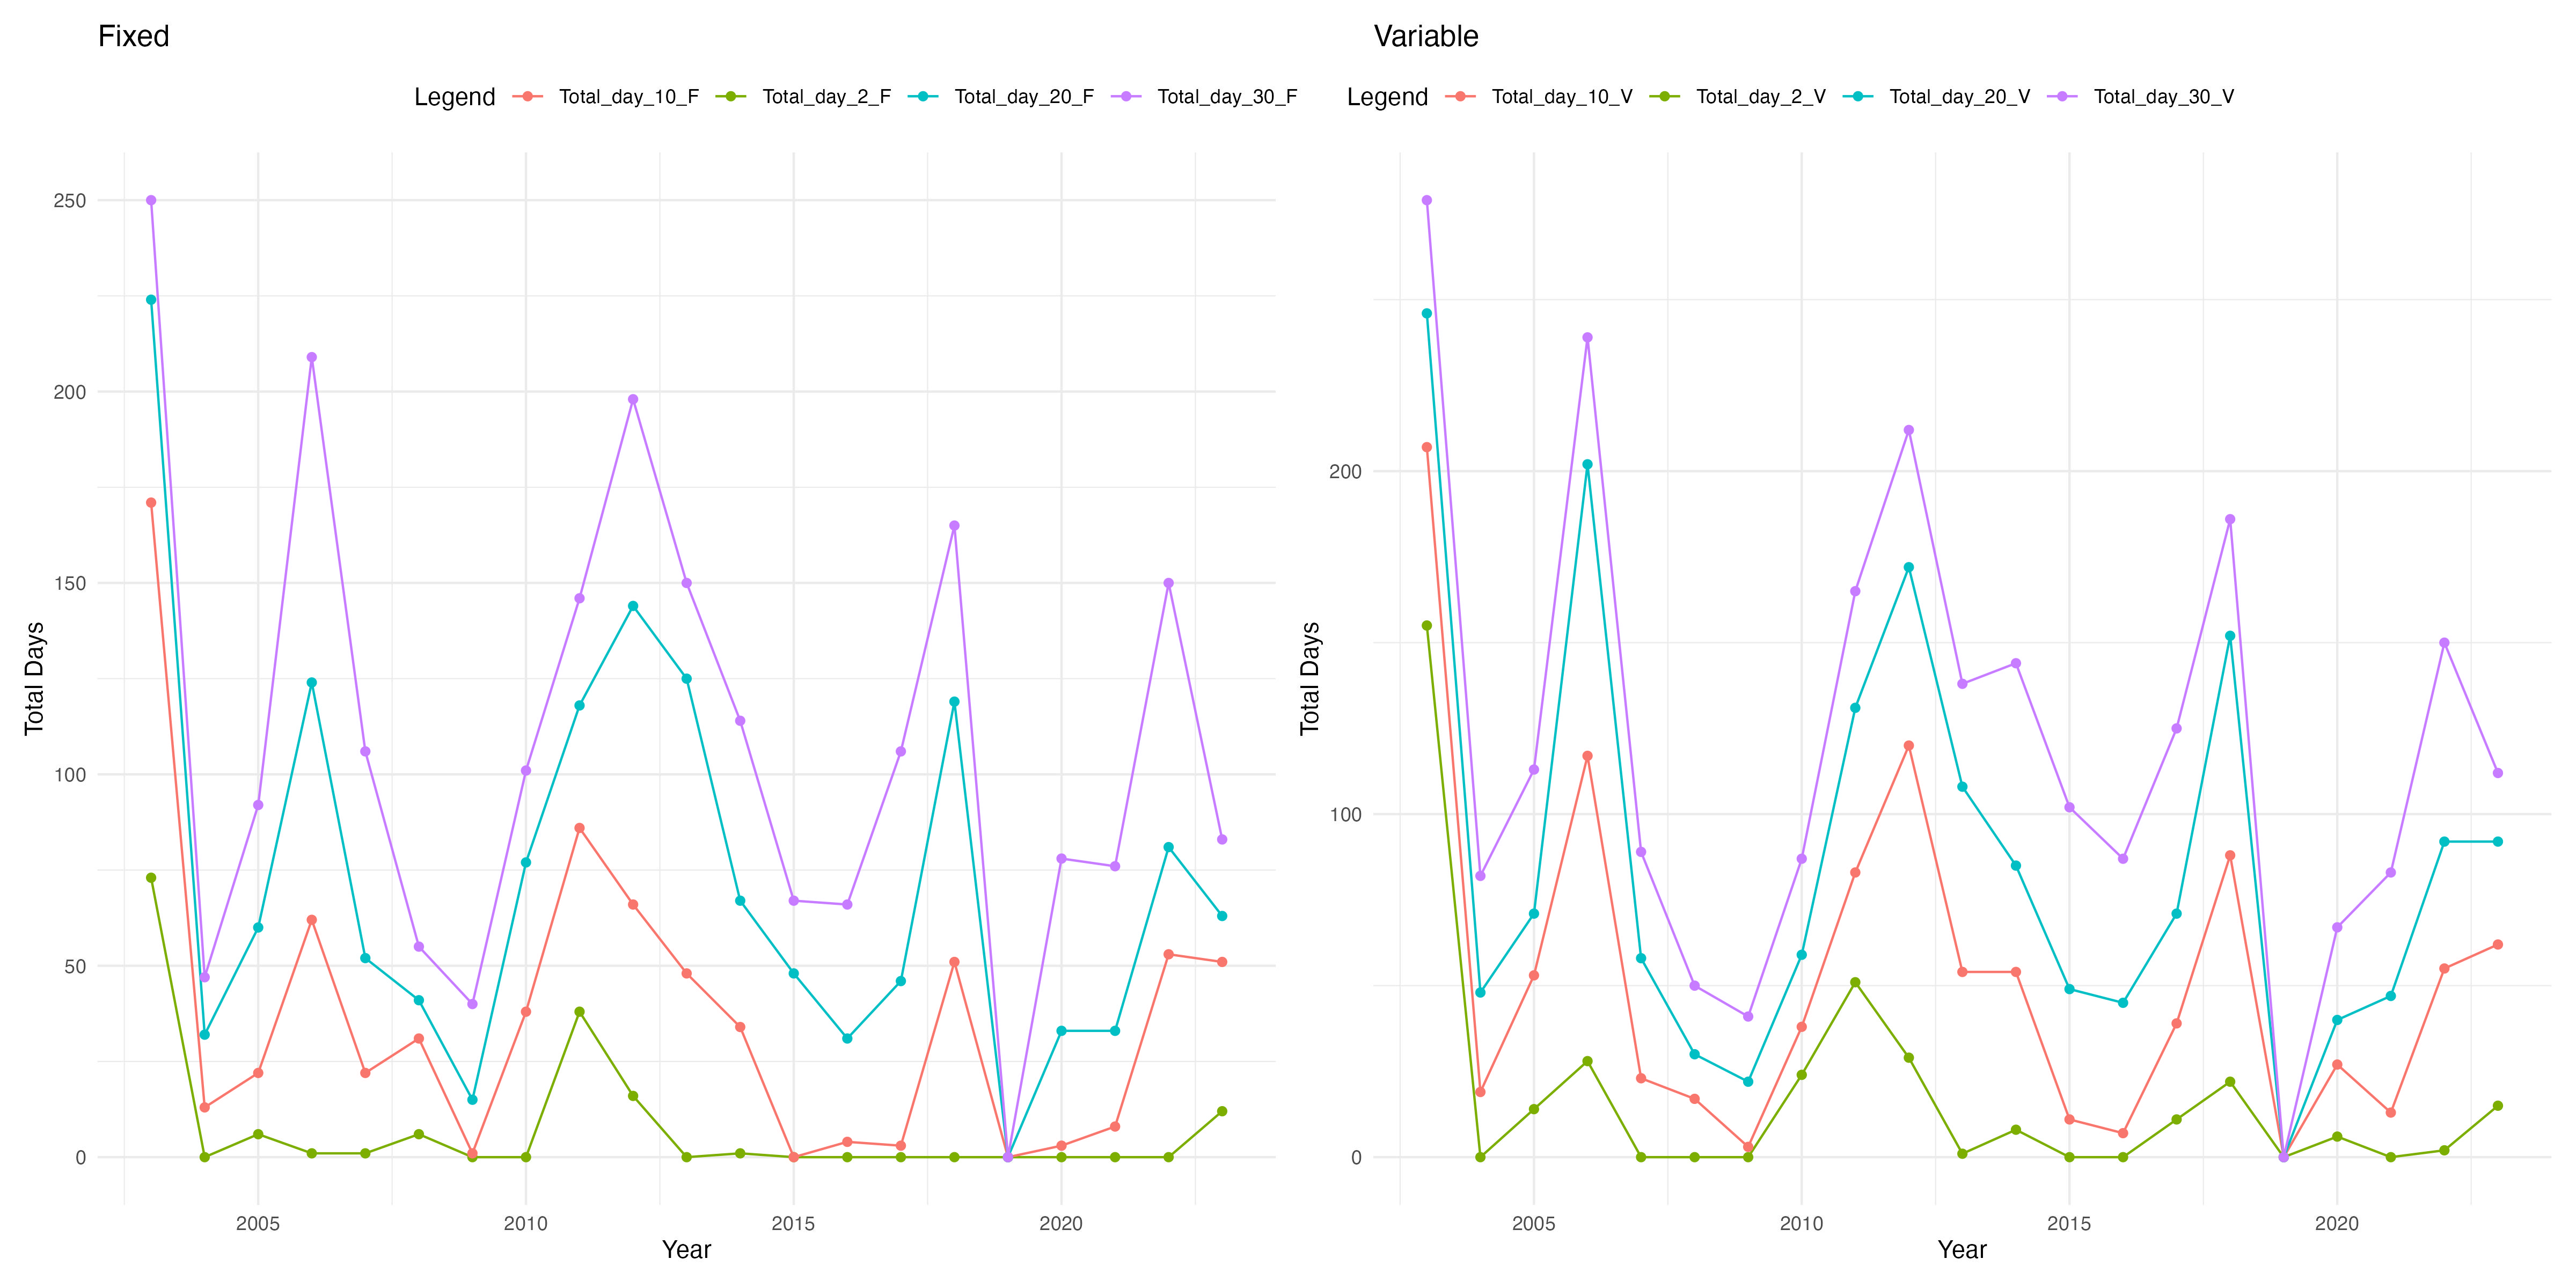 Fixed
Legend Total_day_10_F Total_day_2_F Total_day_20_F Total_day_30_F
250
200
150
100
50
0
Total Days
2005 2010 2015 2020
Year
Variable
Legend Total_day_10_V Total_day_2_V Total_day_20_V Total_day_30_V
200
100
0
Total Days
2005 2010 2015 2020
Year